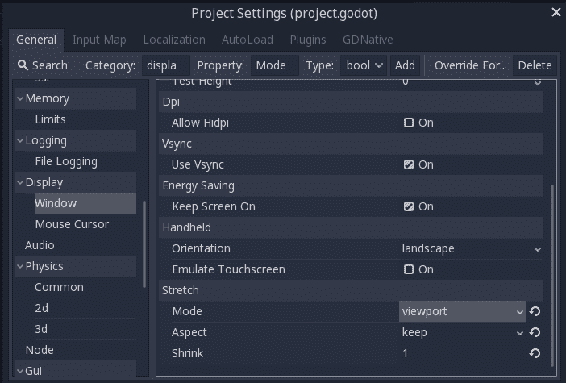 Project Settings (project.godot)
General Input Map Localization AutoLoad Plugins GDNative
Search Category: displa Property: Mode Type: bool Add Override For.. Delete
Memory
Limits
Logging
File Logging
Display
Window
Mouse Cursor
Audio
Physics
Common
2d
3d
Node
Gui
Test Height 0
Dpi
Allow Hidpi On
Vsync
Use Vsync On
Energy Saving
Keep Screen On On
Handheld
Orientation landscape
Emulate Touchscreen On
Stretch
Mode viewport
Aspect keep
Shrink 1